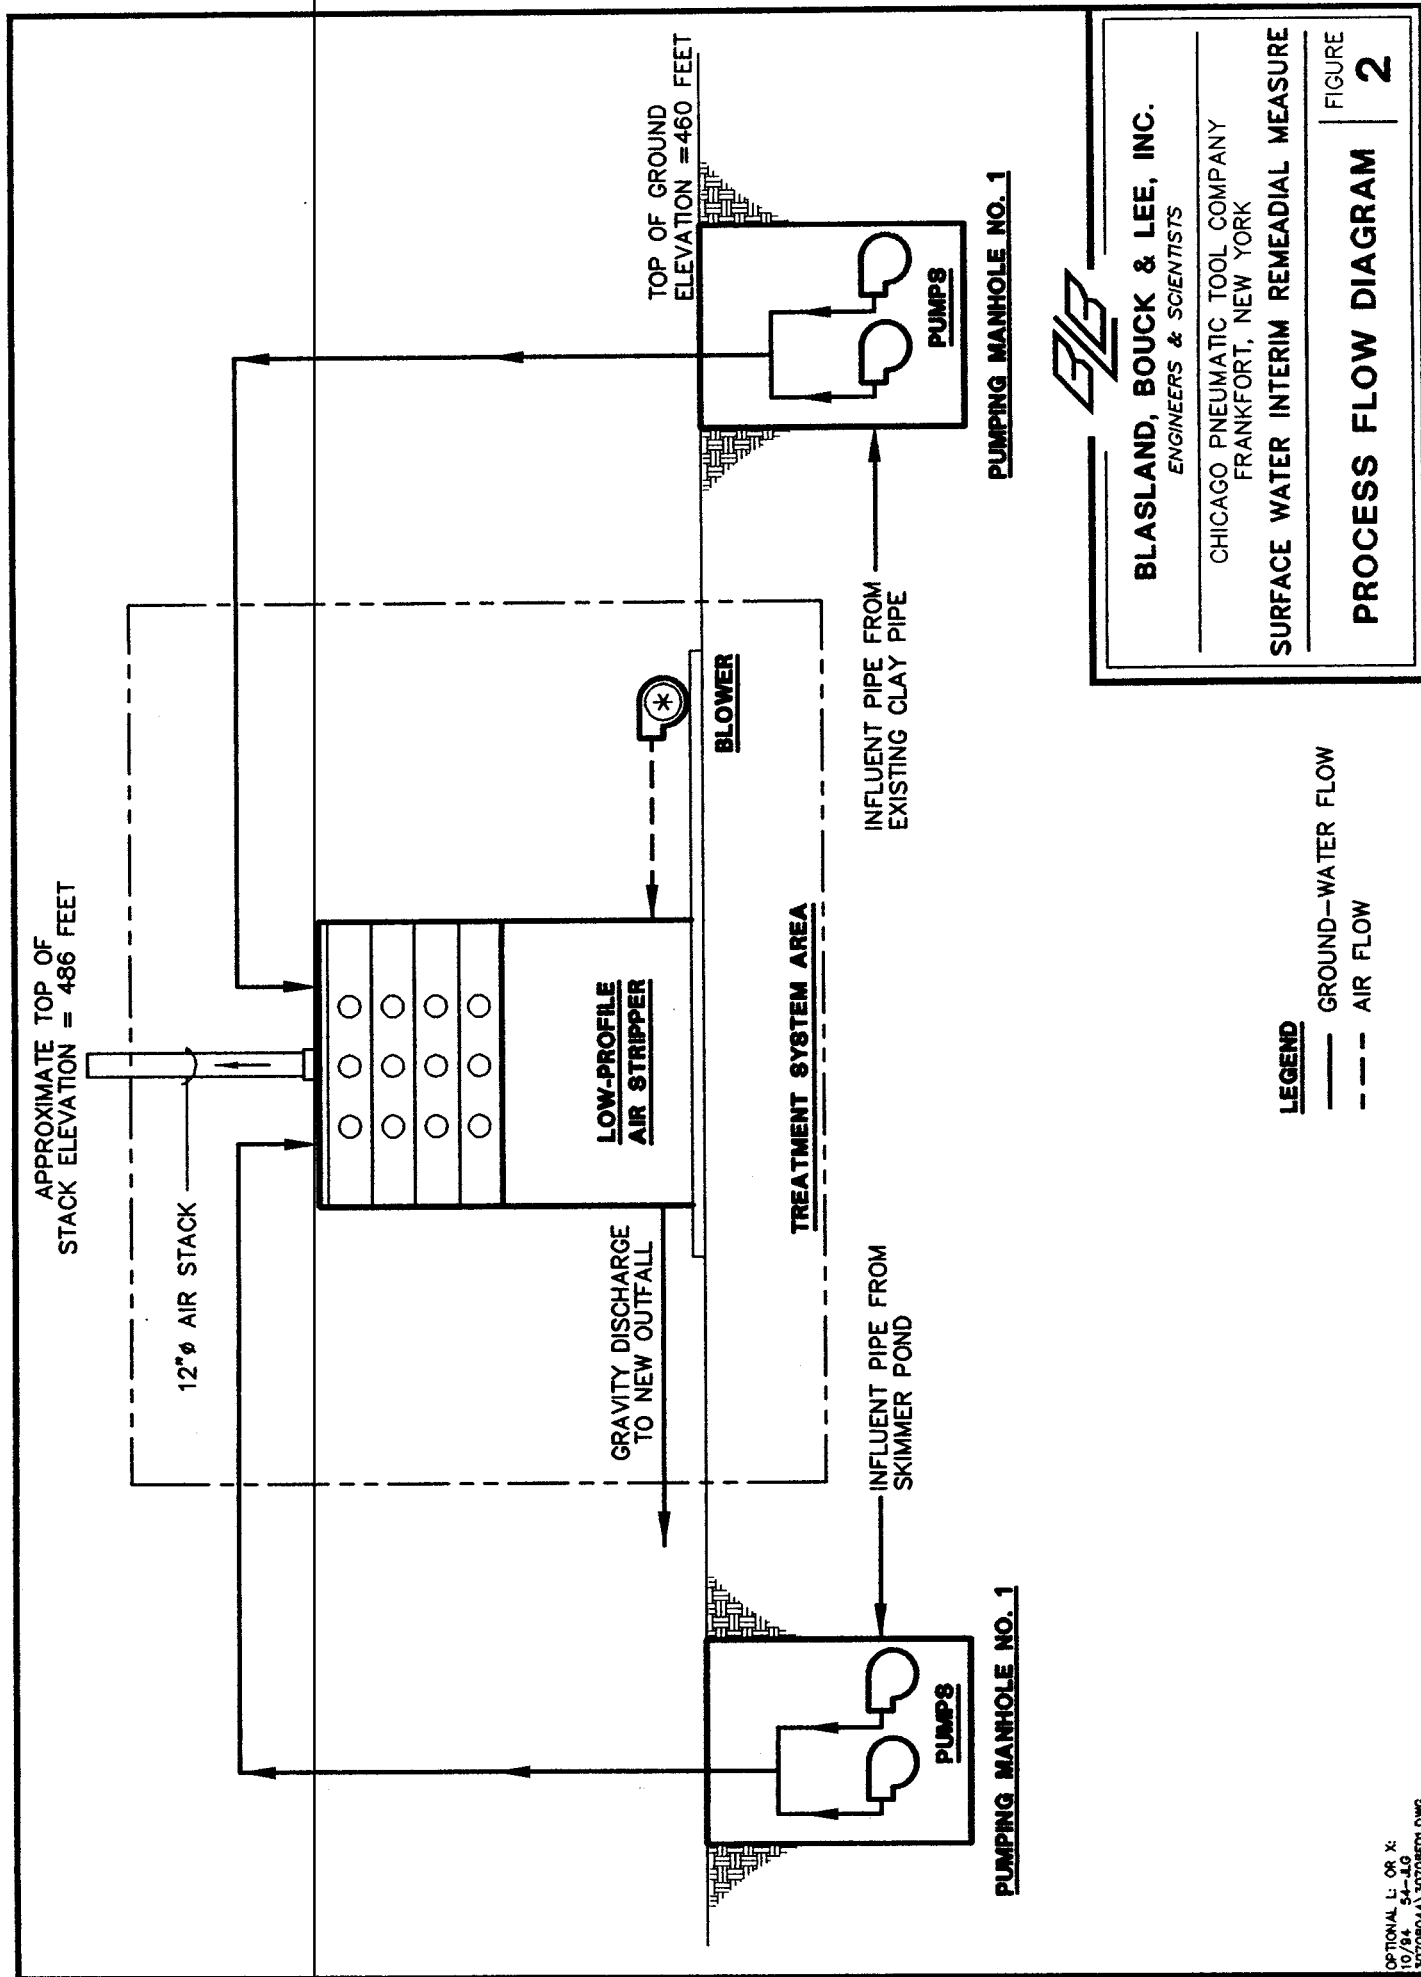 APPROXIMATE TOP OF
STACK ELEVATION = 486 FEET
12"ø AIR STACK
LOW-PROFILE
AIR STRIPPER
GRAVITY DISCHARGE
TO NEW OUTFALL
BLOWER
TOP OF GROUND
ELEVATION =460 FEET
TREATMENT SYSTEM AREA
INFLUENT PIPE FROM
SKIMMER POND
INFLUENT PIPE FROM
EXISTING CLAY PIPE
PUMPS
PUMPING MANHOLE NO. 1
PUMPS
PUMPING MANHOLE NO. 1
LEGEND
GROUND-WATER FLOW
AIR FLOW
BLASLAND, BOUCK & LEE, INC.
ENGINEERS & SCIENTISTS
CHICAGO PNEUMATIC TOOL COMPANY
FRANKFORT, NEW YORK
SURFACE WATER INTERIM REMEADIAL MEASURE
PROCESS FLOW DIAGRAM
FIGURE
2
OPTIONAL L: OR X:
10/94 54-JLG